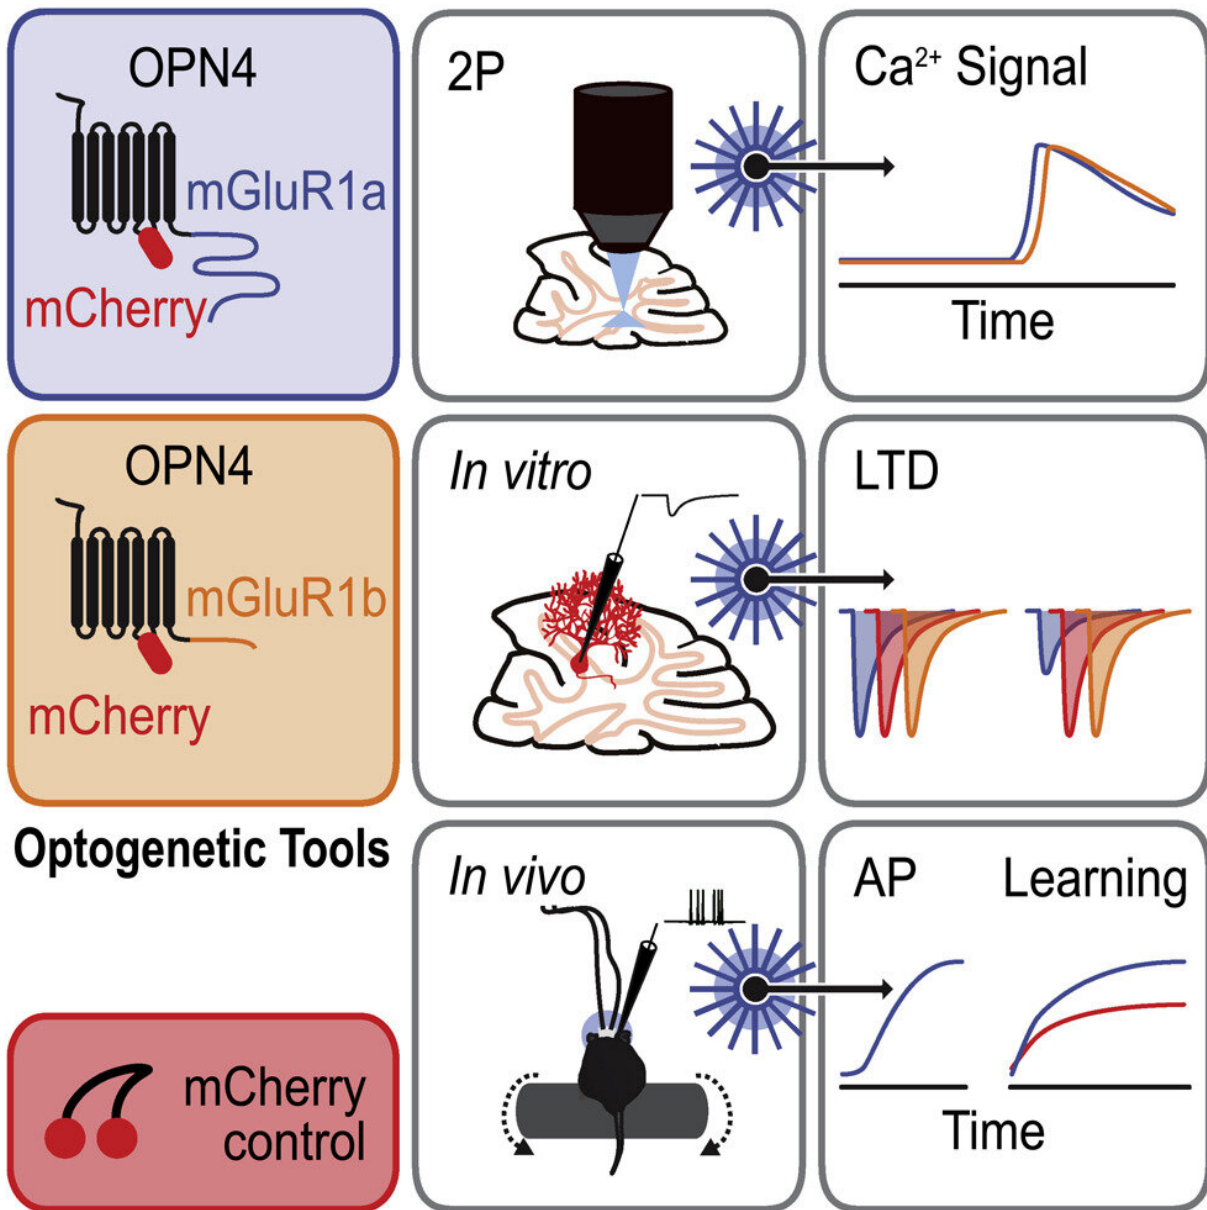 OPN4
mGluR1a
mCherry
2P
Ca²⁺ Signal
Time
OPN4
mGluR1b
mCherry
In vitro
LTD
Optogenetic Tools
mCherry
control
In vivo
AP Learning
Time